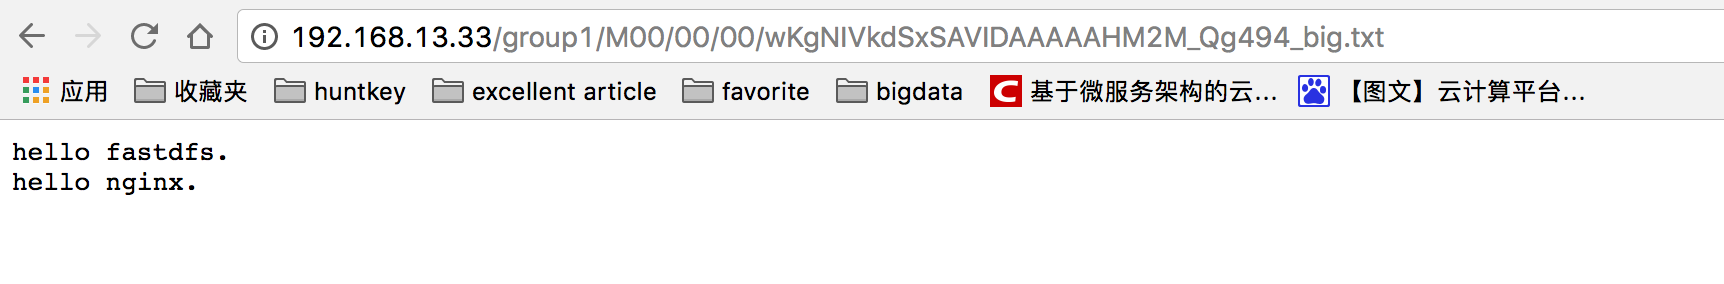 192.168.13.33/group1/M00/00/00/wKgNIVkdSxSAVIDAAAAAHM2M_Qg494_big.txt
应用 收藏夹 huntkey excellent article favorite bigdata 基于微服务架构的云... 【图文】云计算平台...
hello fastdfs.
hello nginx.